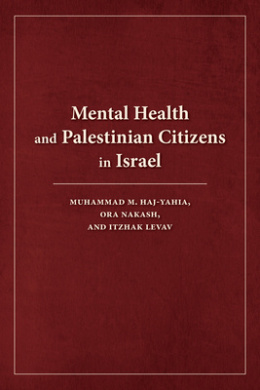 Mental Health
and Palestinian Citizens
in Israel
MUHAMMAD M. HAJ-YAHIA,
ORA NAKASH,
AND ITZHAK LEVAV